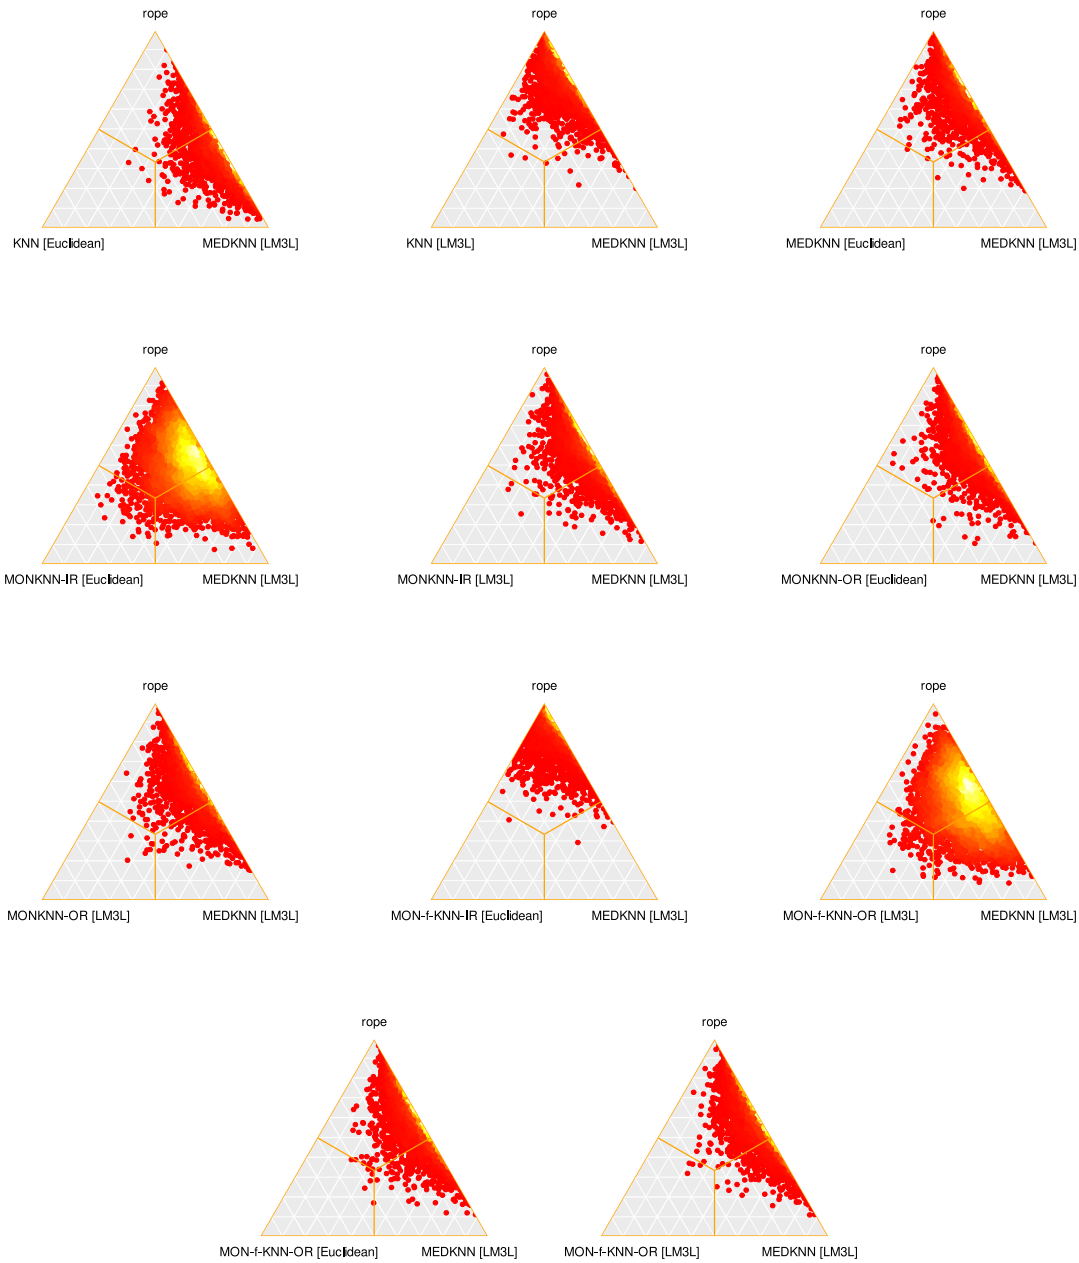 rope rope rope
KNN [Euclidean] MEDKNN [LM3L] KNN [LM3L] MEDKNN [LM3L] MEDKNN [Euclidean] MEDKNN [LM3L]
rope rope rope
MONKNN-IR [Euclidean] MEDKNN [LM3L] MONKNN-IR [LM3L] MEDKNN [LM3L] MONKNN-OR [Euclidean] MEDKNN [LM3L]
rope rope rope
MONKNN-OR [LM3L] MEDKNN [LM3L] MON-f-KNN-IR [Euclidean] MEDKNN [LM3L] MON-f-KNN-OR [LM3L] MEDKNN [LM3L]
rope rope
MON-f-KNN-OR [Euclidean] MEDKNN [LM3L] MON-f-KNN-OR [LM3L] MEDKNN [LM3L]